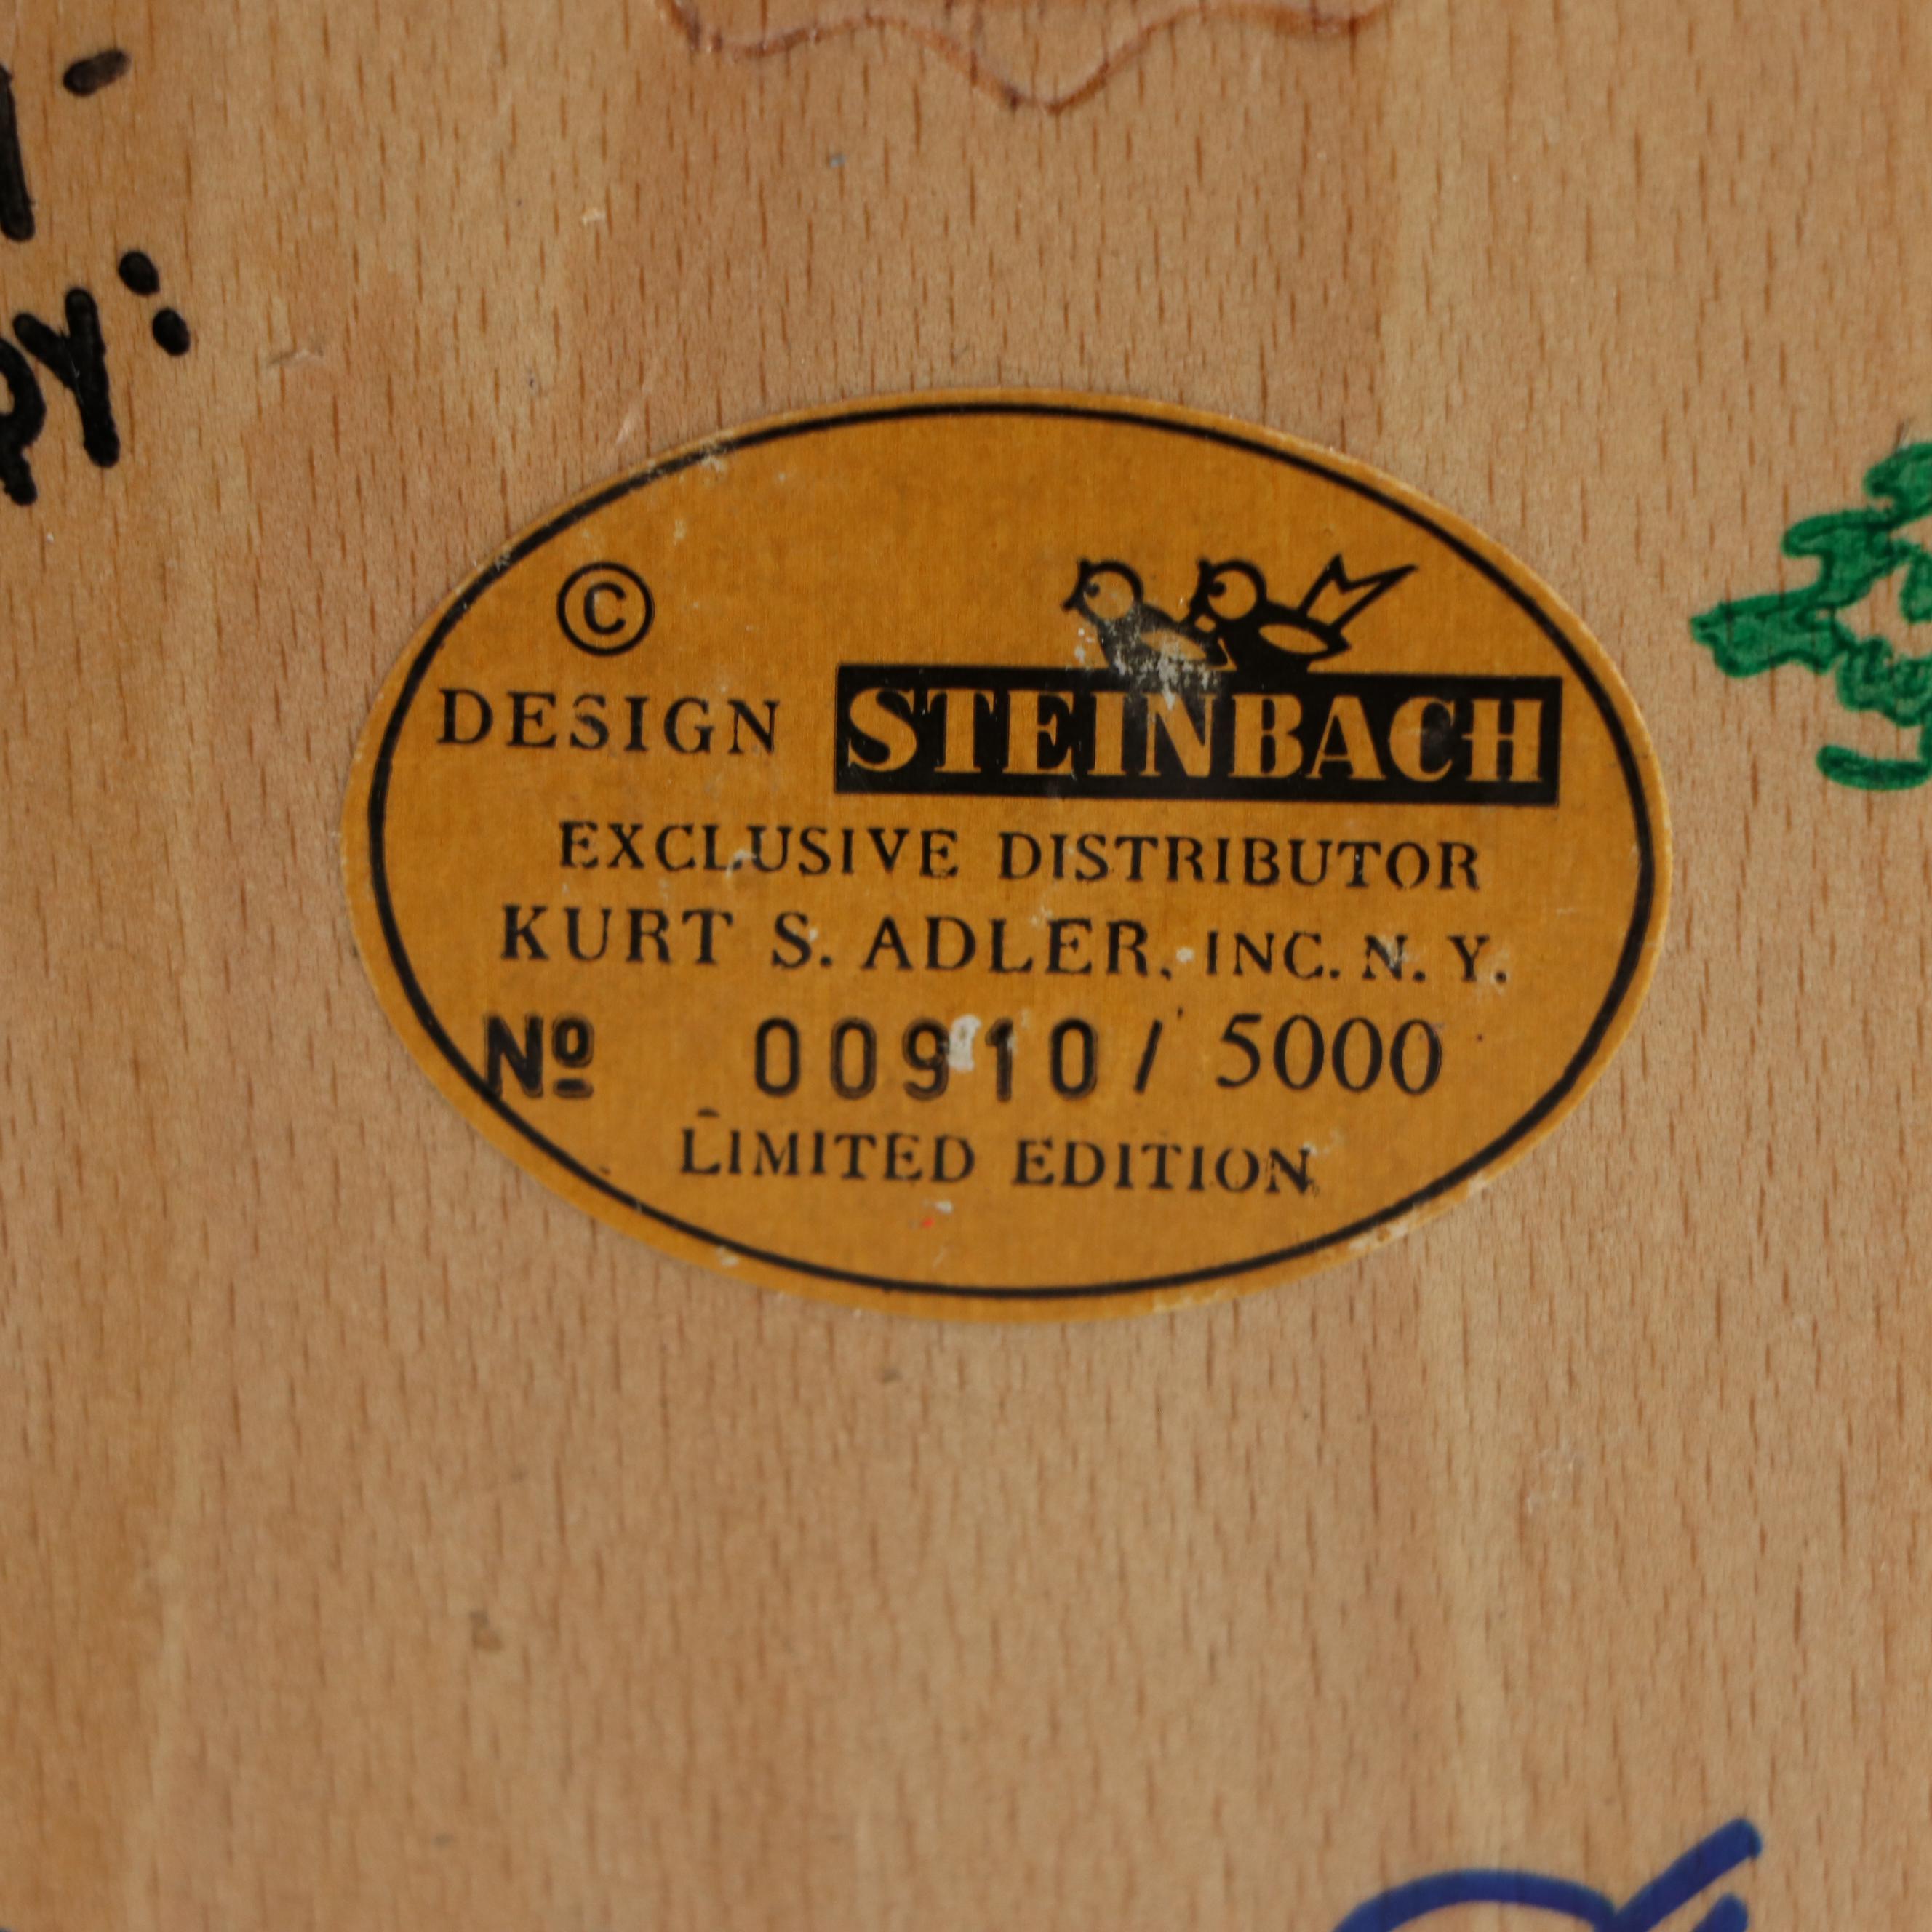 ©
DESIGN STEINBACH
EXCLUSIVE DISTRIBUTOR
KURT S. ADLER, INC. N. Y.
Nº 00910 / 5000
LIMITED EDITION